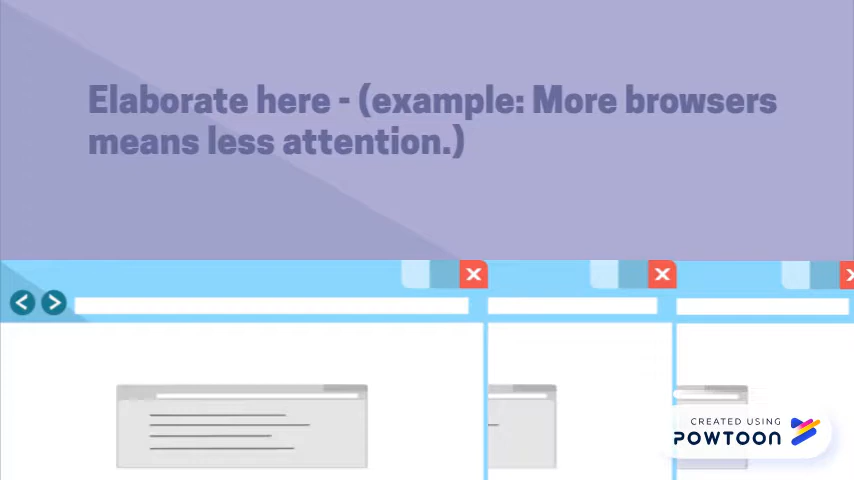 Elaborate here - (example: More browsers
means less attention.)
CREATED USING
POWTOON